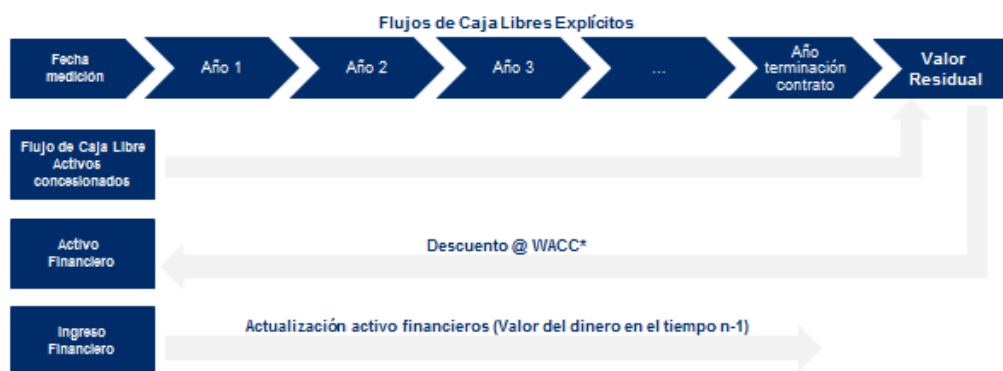 Flujos de Caja Libres Explícitos
Fecha
medición
Año 1
Año 2
Año 3
...
Año
terminación
contrato
Valor
Residual
Flujo de Caja Libre
Activos
concesionados
Activo
Financiero
Descuento @ WACC*
Ingreso
Financiero
Actualización activo financieros (Valor del dinero en el tiempo n-1)